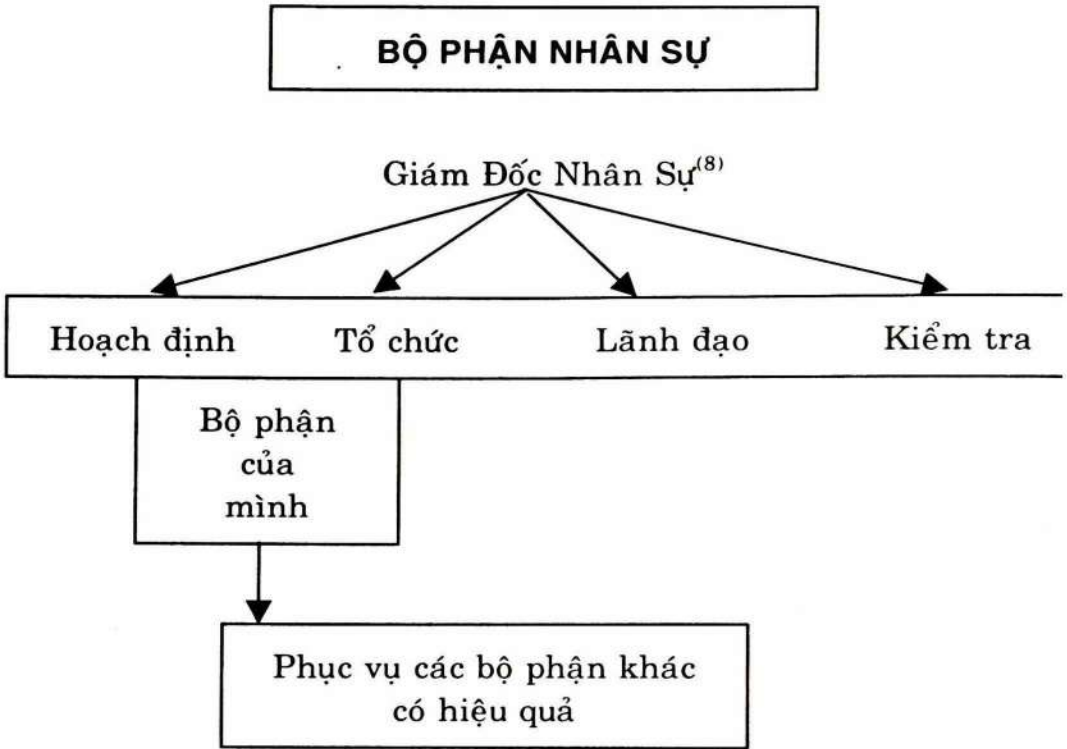 BỘ PHẬN NHÂN SỰ
Giám Đốc Nhân Sự(8)
Hoạch định Tổ chức Lãnh đạo Kiểm tra
Bộ phận
của
mình
Phục vụ các bộ phận khác
có hiệu quả